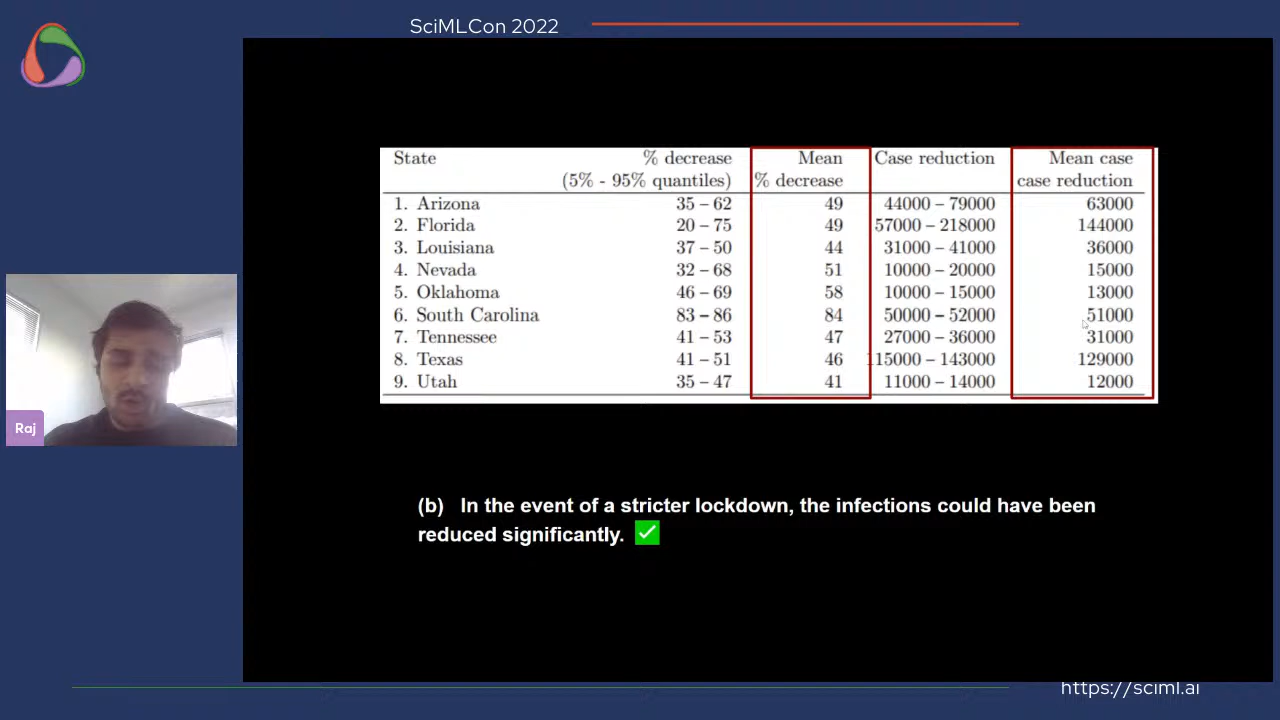 SciMLCon 2022
State % decrease Mean Case reduction Mean case
(5% - 95% quantiles) % decrease case reduction
1. Arizona 35 – 62 49 44000 – 79000 63000
2. Florida 20 – 75 49 57000 – 218000 144000
3. Louisiana 37 – 50 44 31000 – 41000 36000
4. Nevada 32 – 68 51 10000 – 20000 15000
5. Oklahoma 46 – 69 58 10000 – 15000 13000
6. South Carolina 83 – 86 84 50000 – 52000 51000
7. Tennessee 41 – 53 47 27000 – 36000 31000
8. Texas 41 – 51 46 115000 – 143000 129000
9. Utah 35 – 47 41 11000 – 14000 12000
Raj
(b) In the event of a stricter lockdown, the infections could have been
reduced significantly.
https://sciml.ai